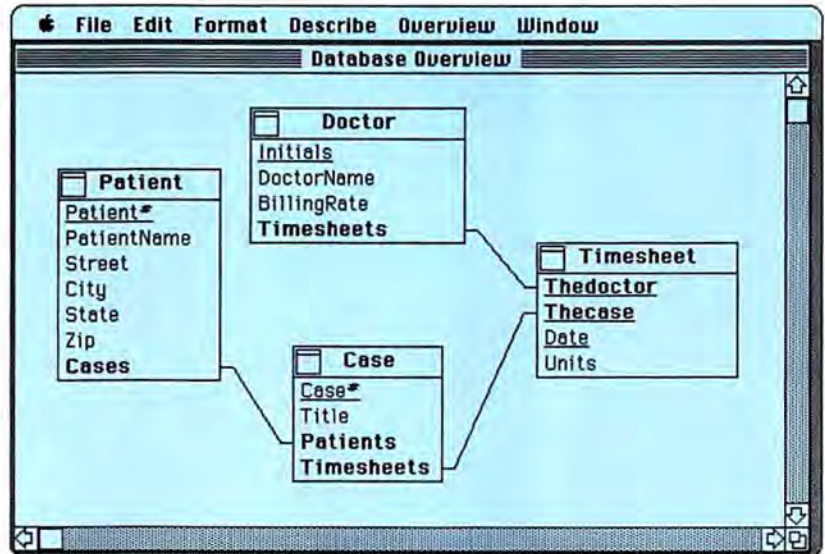 File Edit Format Describe Overview Window
Database Overview
Doctor
Initials
DoctorName
BillingRate
Timesheets
Patient
Patient#
PatientName
Street
City
State
Zip
Cases
Timesheet
Thedoctor
Thecase
Date
Units
Case
Case#
Title
Patients
Timesheets